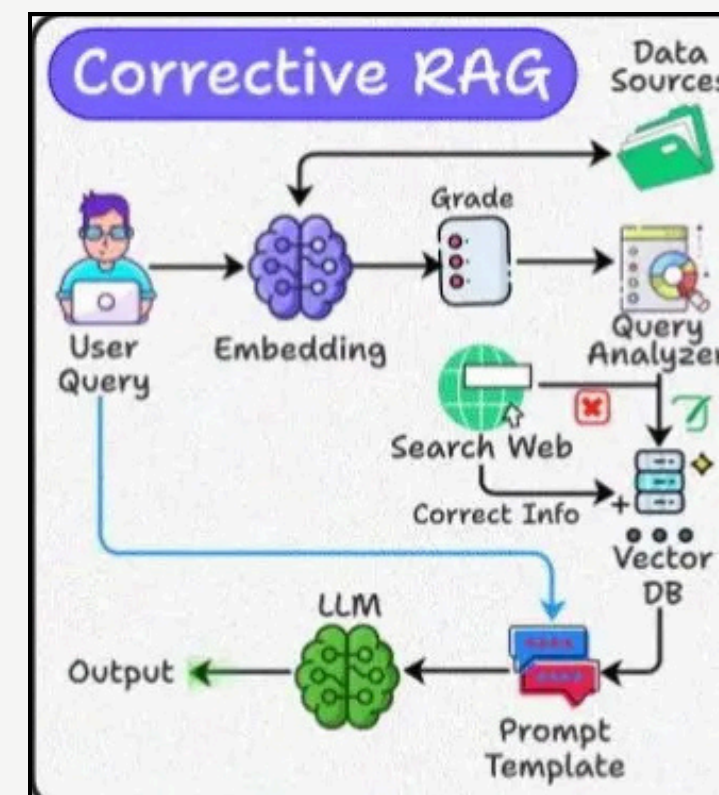 Corrective RAG
Data
Sources
Grade
User
Query
Embedding
Query
Analyzer
Search Web
Correct Info
Vector
DB
LLM
Output
Prompt
Template